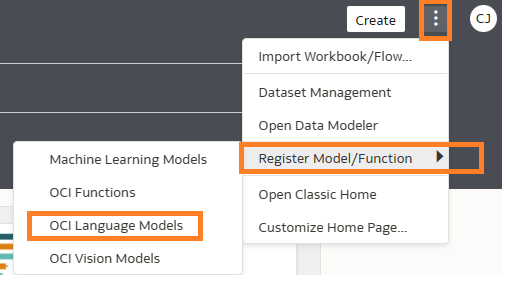 Create
CJ
Import Workbook/Flow...
Dataset Management
Open Data Modeler
Register Model/Function
Open Classic Home
Customize Home Page...
Machine Learning Models
OCI Functions
OCI Language Models
OCI Vision Models